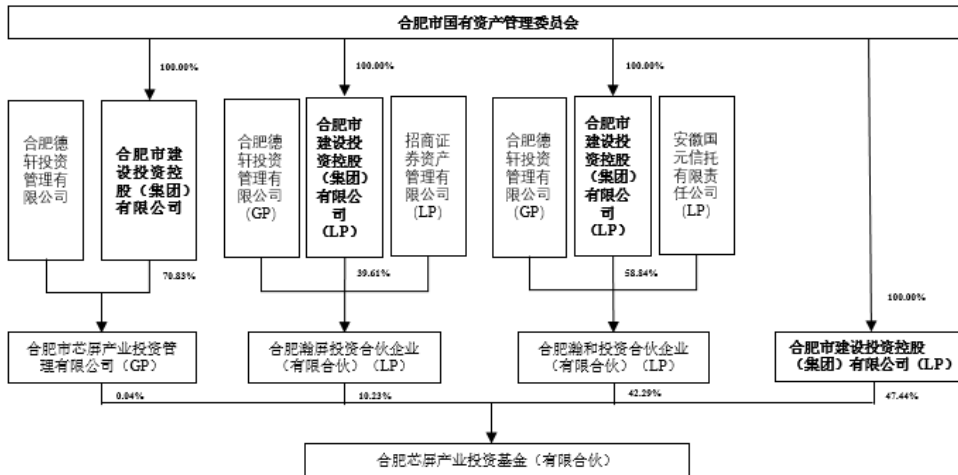 合肥市国有资产管理委员会
100.00%
100.00%
100.00%
合肥德
轩投资
管理有
限公司
合肥市建
设投资控
股（集团）
有限公司
合肥德
轩投资
管理有
限公司
(GP)
合肥市
建设投
资控股
（集团）
有限公
司
(LP)
招商证
券资产
管理有
限公司
(LP)
合肥德
轩投资
管理有
限公司
(GP)
合肥市
建设投
资控股
（集团）
有限公
司
(LP)
安徽国
元信托
有限责
任公司
(LP)
70.83%
39.61%
58.84%
100.00%
合肥市芯屏产业投资管
理有限公司（GP）
合肥瀚屏投资合伙企业
（有限合伙）（LP）
合肥瀚和投资合伙企业
（有限合伙）（LP）
合肥市建设投资控股
（集团）有限公司（LP）
0.04%
10.23%
42.29%
47.44%
合肥芯屏产业投资基金（有限合伙）